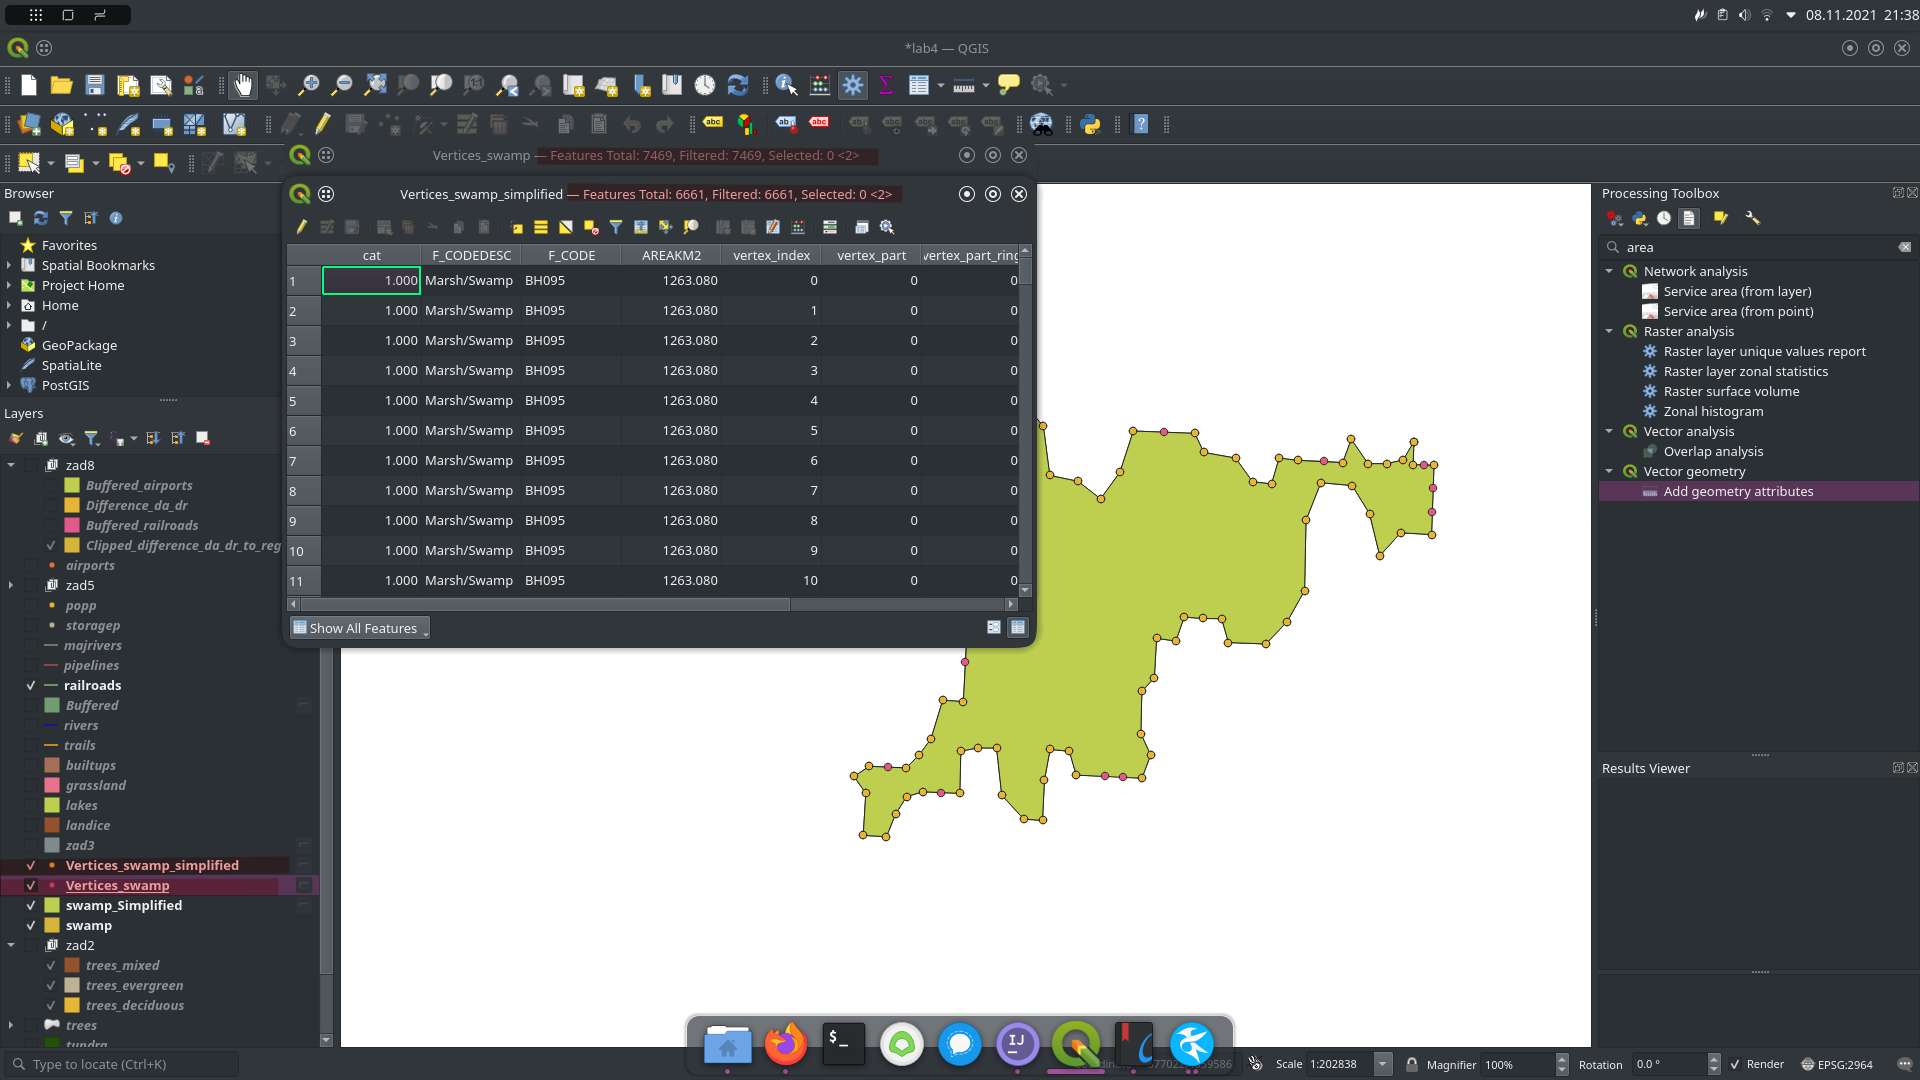 08.11.2021 21:38
*lab4 — QGIS
Vertices_swamp — Features Total: 7469, Filtered: 7469, Selected: 0 <2>
Vertices_swamp_simplified — Features Total: 6661, Filtered: 6661, Selected: 0 <2>
cat F_CODEDESC F_CODE AREAKM2 vertex_index vertex_part vertex_part_ring
1 1.000 Marsh/Swamp BH095 1263.080 0 0 0
2 1.000 Marsh/Swamp BH095 1263.080 1 0 0
3 1.000 Marsh/Swamp BH095 1263.080 2 0 0
4 1.000 Marsh/Swamp BH095 1263.080 3 0 0
5 1.000 Marsh/Swamp BH095 1263.080 4 0 0
6 1.000 Marsh/Swamp BH095 1263.080 5 0 0
7 1.000 Marsh/Swamp BH095 1263.080 6 0 0
8 1.000 Marsh/Swamp BH095 1263.080 7 0 0
9 1.000 Marsh/Swamp BH095 1263.080 8 0 0
10 1.000 Marsh/Swamp BH095 1263.080 9 0 0
11 1.000 Marsh/Swamp BH095 1263.080 10 0 0
Show All Features
Browser
Favorites
Spatial Bookmarks
Project Home
Home
/
GeoPackage
SpatiaLite
PostGIS
Layers
zad8
Buffered_airports
Difference_da_dr
Buffered_railroads
Clipped_difference_da_dr_to_reg
airports
zad5
popp
storagep
majrivers
pipelines
railroads
Buffered
rivers
trails
builtups
grassland
lakes
landice
zad3
Vertices_swamp_simplified
Vertices_swamp
swamp_Simplified
swamp
zad2
trees_mixed
trees_evergreen
trees_deciduous
trees
tundra
Processing Toolbox
area
Network analysis
Service area (from layer)
Service area (from point)
Raster analysis
Raster layer unique values report
Raster layer zonal statistics
Raster surface volume
Zonal histogram
Vector analysis
Overlap analysis
Vector geometry
Add geometry attributes
Results Viewer
Type to locate (Ctrl+K)
Scale 1:202838
Magnifier 100%
Rotation 0.0 °
Render
EPSG:2964